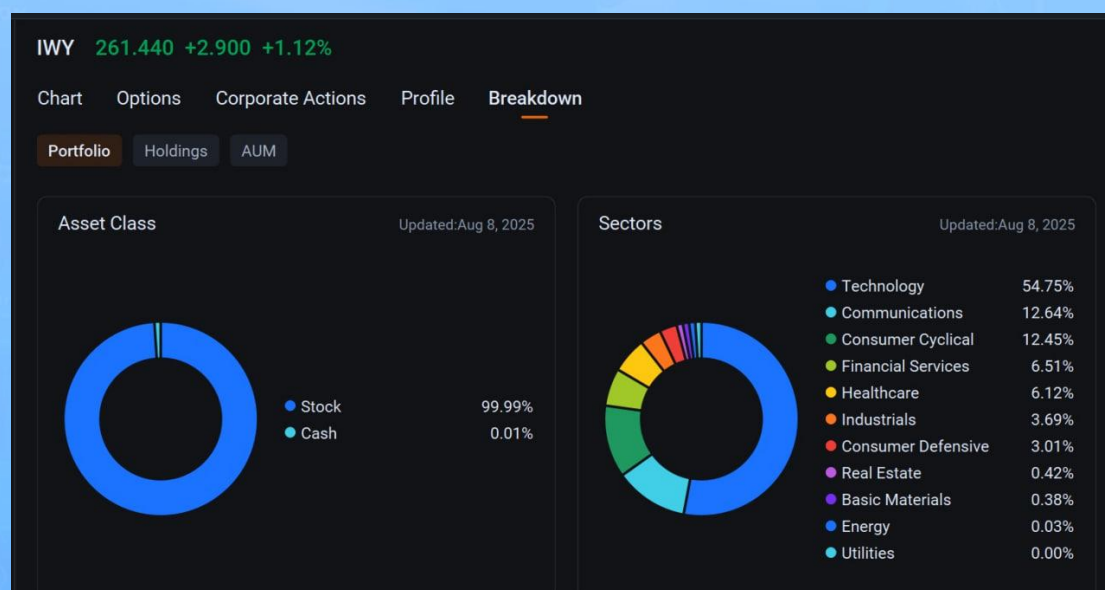 IWY 261.440 +2.900 +1.12%
Chart Options Corporate Actions Profile Breakdown
Portfolio Holdings AUM
Asset Class Updated:Aug 8, 2025
Stock 99.99%
Cash 0.01%
Sectors Updated:Aug 8, 2025
Technology 54.75%
Communications 12.64%
Consumer Cyclical 12.45%
Financial Services 6.51%
Healthcare 6.12%
Industrials 3.69%
Consumer Defensive 3.01%
Real Estate 0.42%
Basic Materials 0.38%
Energy 0.03%
Utilities 0.00%